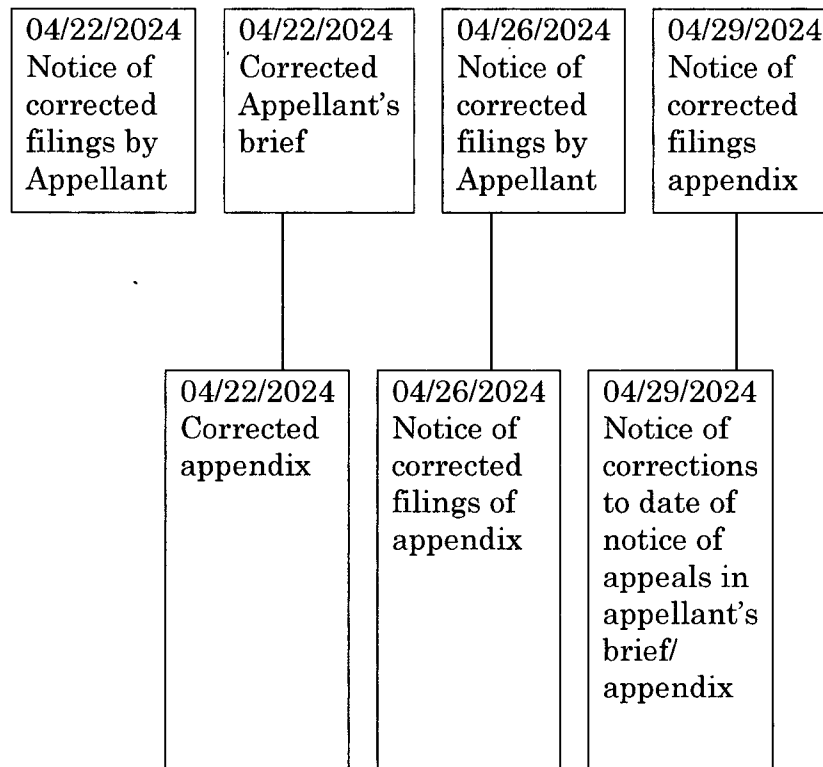 04/22/2024
Notice of
corrected
filings by
Appellant
04/22/2024
Corrected
Appellant's
brief
04/26/2024
Notice of
corrected
filings by
Appellant
04/29/2024
Notice of
corrected
filings
appendix
04/22/2024
Corrected
appendix
04/26/2024
Notice of
corrected
filings of
appendix
04/29/2024
Notice of
corrections
to date of
notice of
appeals in
appellant's
brief/
appendix